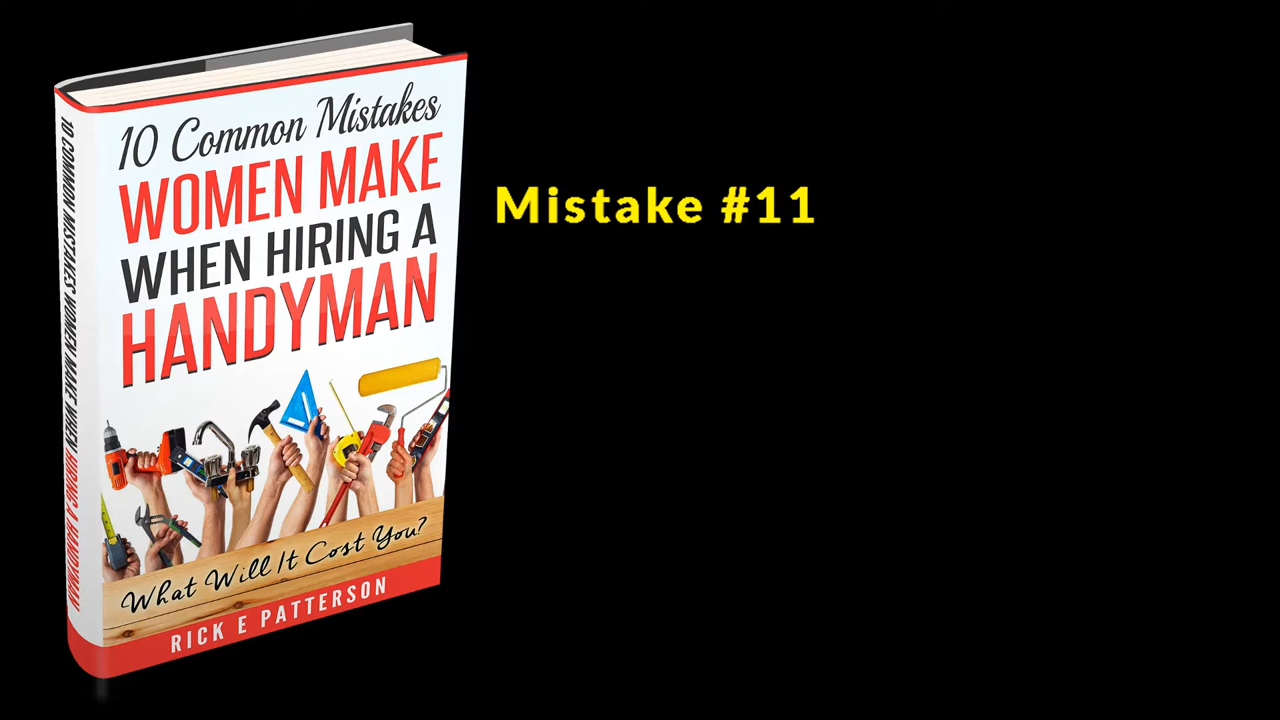 10 Common Mistakes
WOMEN MAKE
WHEN HIRING A
HANDYMAN
What Will It Cost You?
RICK E PATTERSON
10 COMMON MISTAKES WOMEN MAKE WHEN HIRING A HANDYMAN
Mistake #11